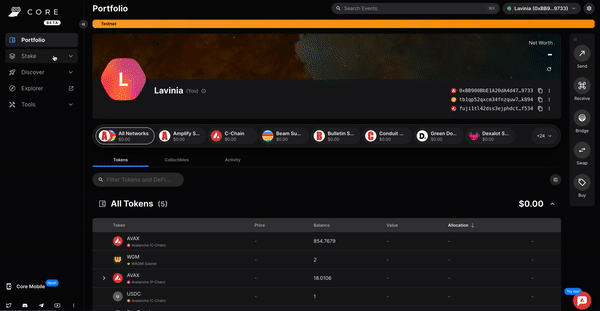 CORE
BETA
Portfolio
Stake
Discover
Explorer
Tools
Core Mobile
New!
Portfolio
Search Events
⌘K
Lavinia (0xBB9...9733)
Testnet
L
Lavinia (You)
Net Worth
-
0xBB900BbE1A20dA4d47…9733
tb1qp52qxcm34fnzquw7…k894
fuji1tl42dss3ejphdct…f534
All Networks
$0.00
Amplify S...
$0.00
C-Chain
$0.00
Beam Su...
$0.00
B
Bulletin S...
$0.00
C
Conduit ...
$0.00
D
Green Do...
$0.00
Dexalot S...
$0.00
+24
Tokens
Collectibles
Activity
Filter Tokens and DeFi...
All Tokens (5)
$0.00
Token
Price
Balance
Value
Allocation
AVAX
Avalanche (C-Chain)
-
854.7679
-
-
-
WGM
WAGMI Subnet
-
2
-
-
-
AVAX
Avalanche (P-Chain)
-
18.0106
-
-
-
U
USDC
Avalanche (C-Chain)
-
1
-
-
-
Send
Receive
Bridge
Swap
Buy